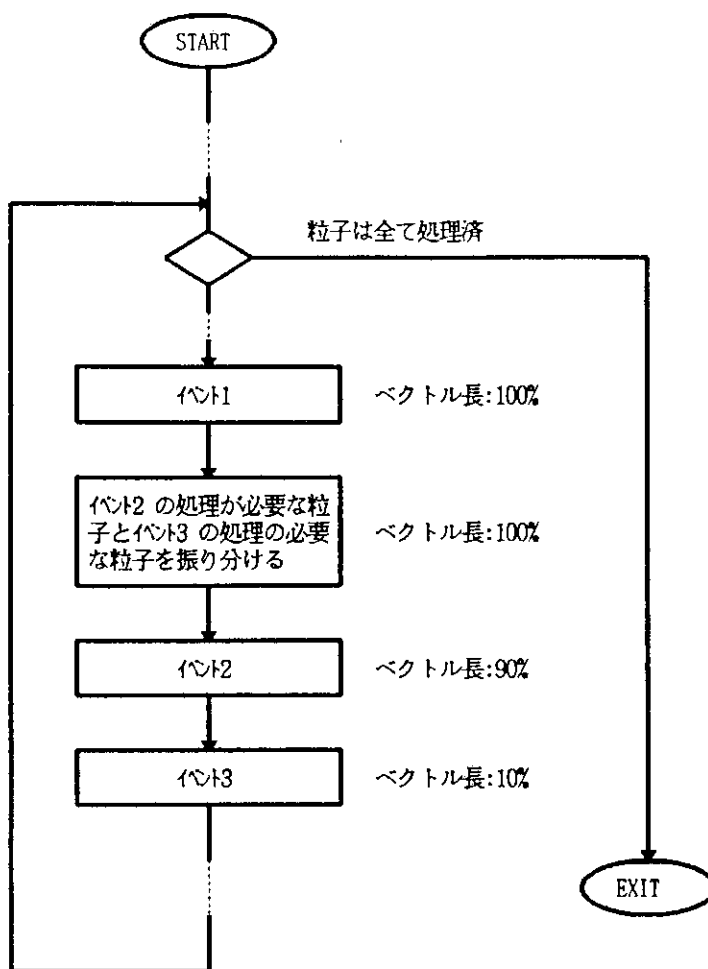 START
粒子は全て処理済
イベント1
ベクトル長:100%
イベント2 の処理が必要な粒
子とイベント3 の処理の必要
な粒子を振り分ける
ベクトル長:100%
イベント2
ベクトル長:90%
イベント3
ベクトル長:10%
EXIT